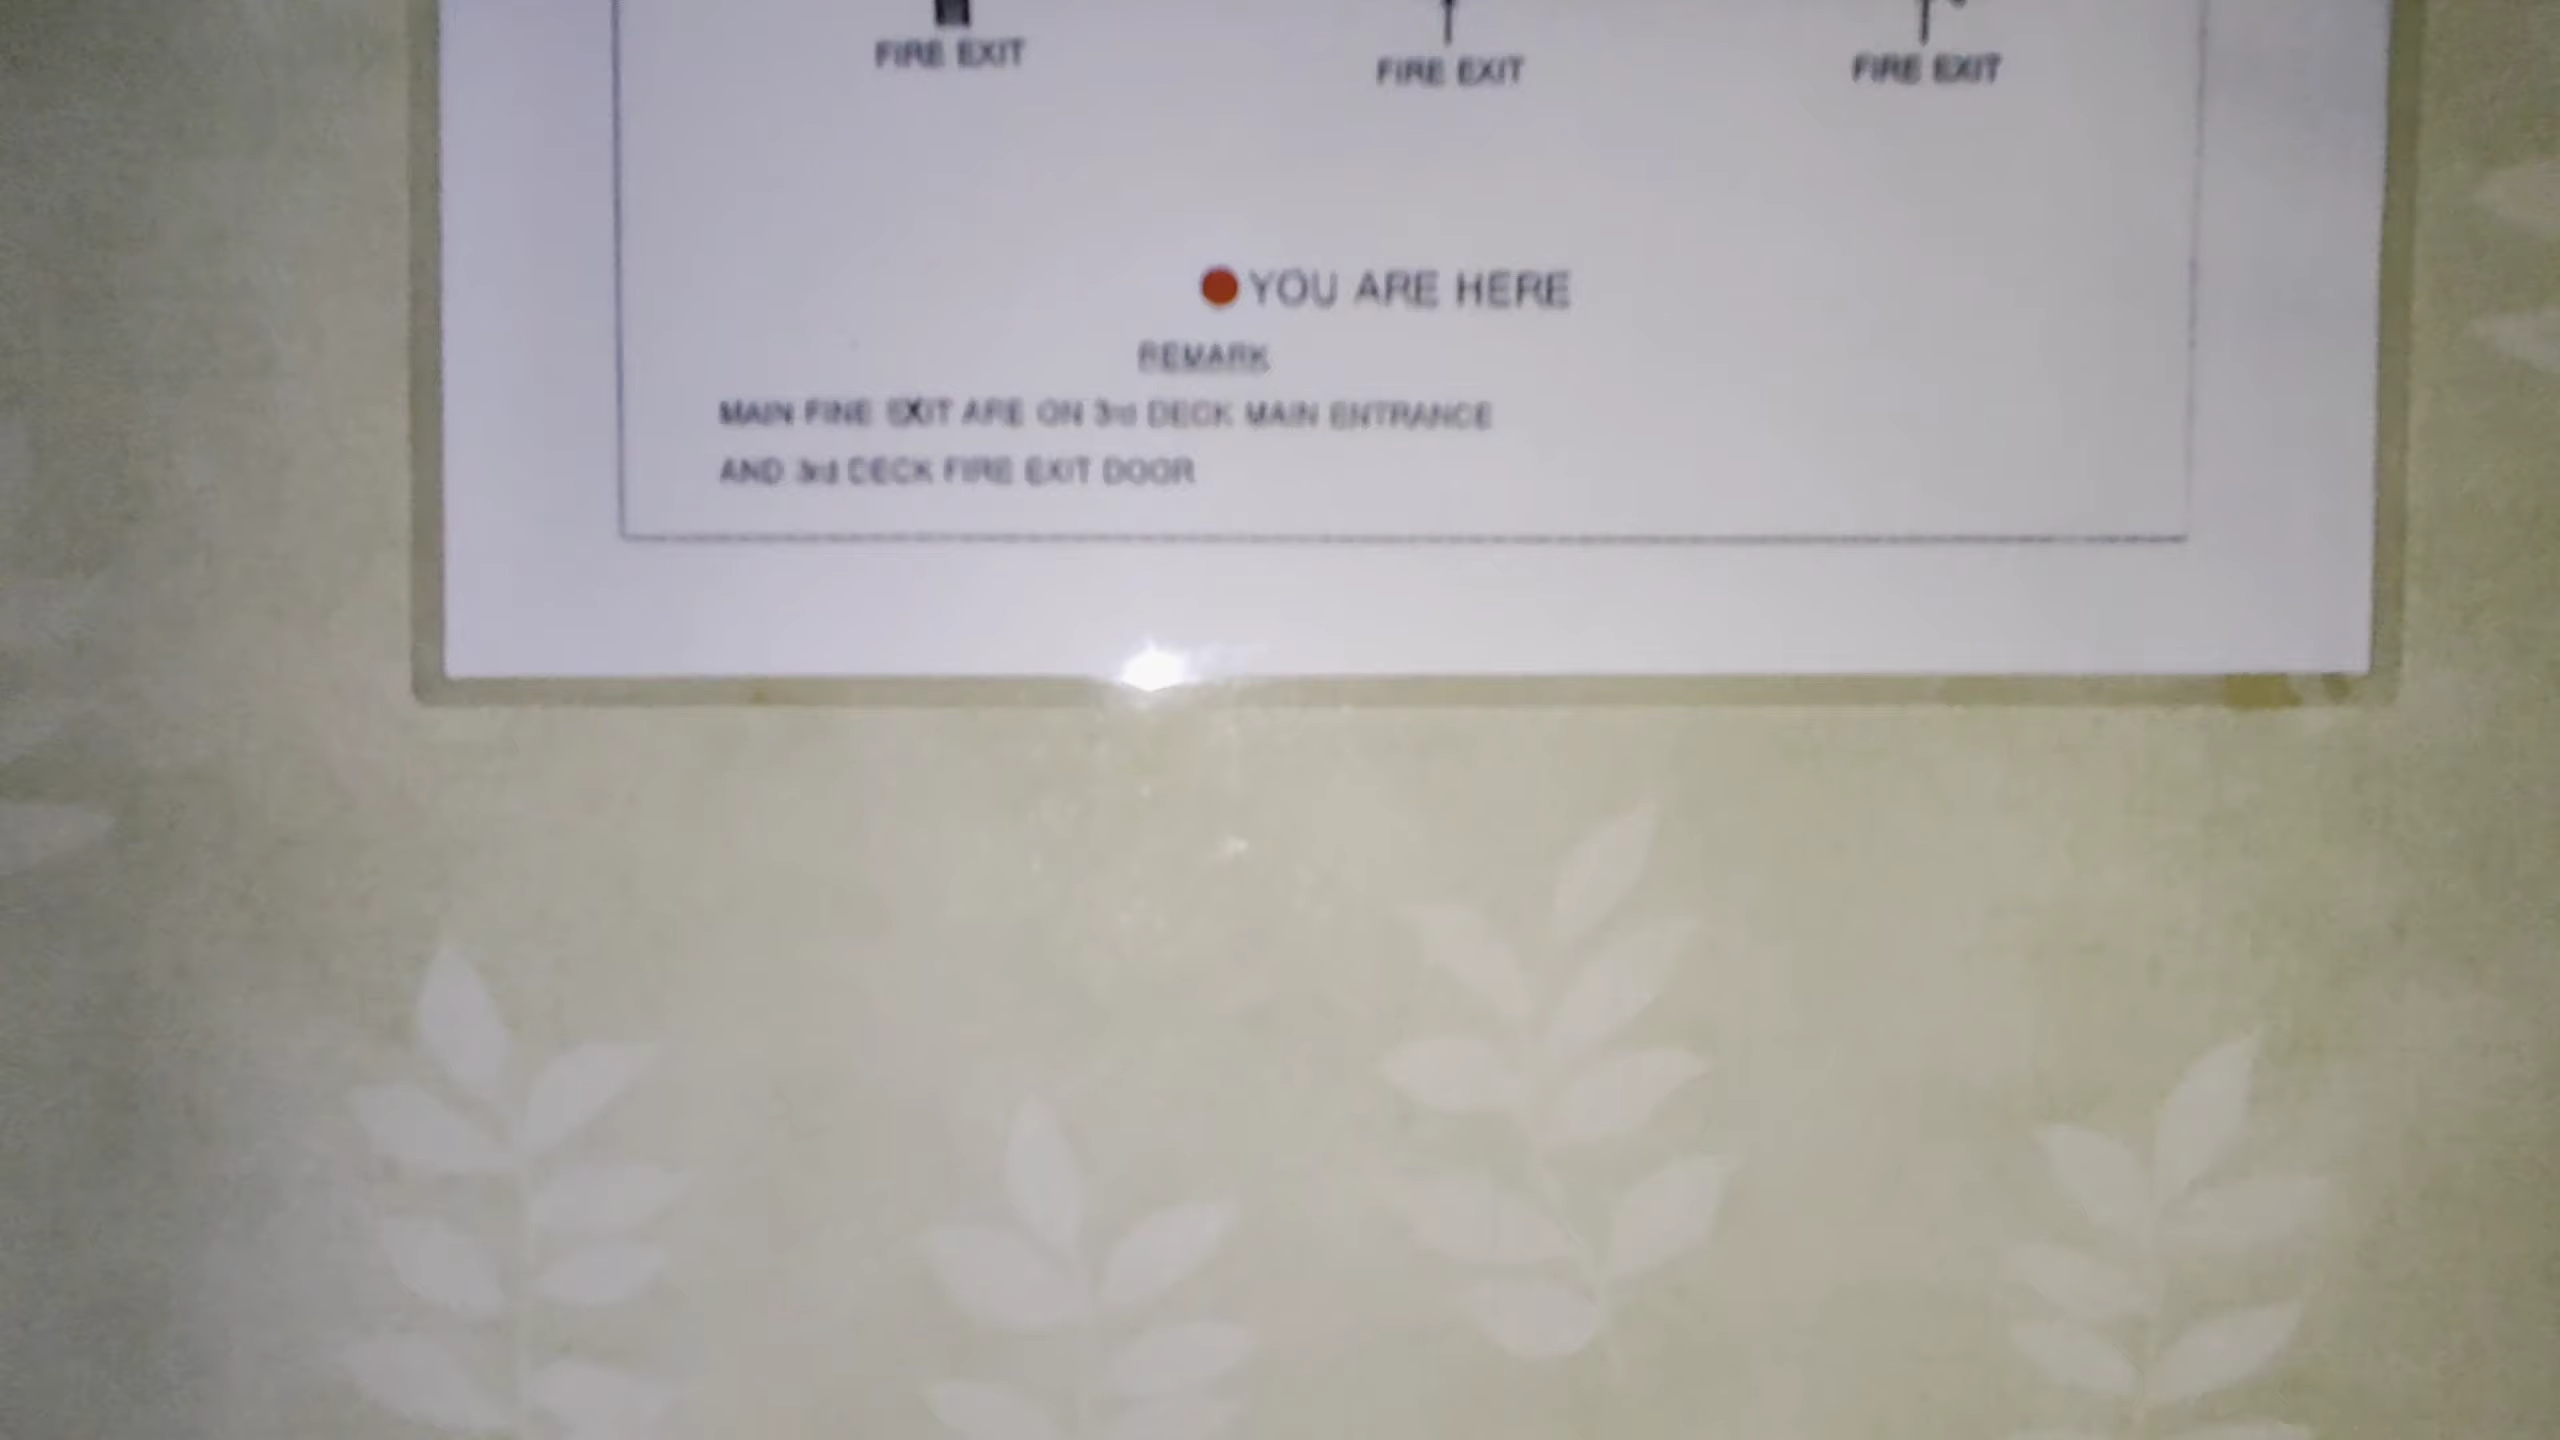 FIRE EXIT FIRE EXIT FIRE EXIT
YOU ARE HERE
REMARK
MAIN FINE EXIT ARE ON 3rd DECK MAIN ENTRANCE
AND 3rd DECK FIRE EXIT DOOR